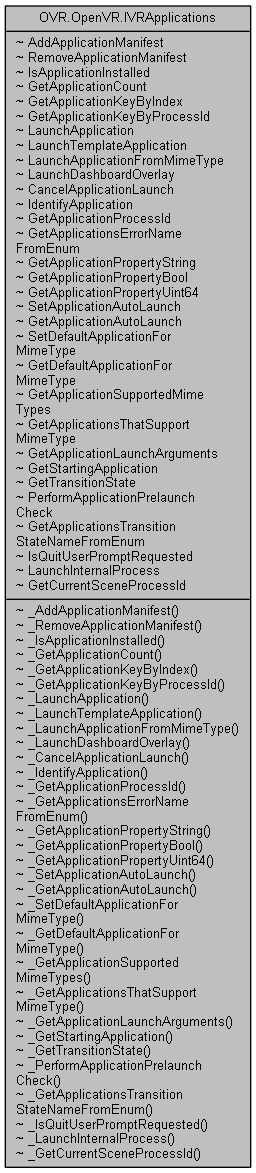 OVR.OpenVR.IVRApplications
~ AddApplicationManifest
~ RemoveApplicationManifest
~ IsApplicationInstalled
~ GetApplicationCount
~ GetApplicationKeyByIndex
~ GetApplicationKeyByProcessId
~ LaunchApplication
~ LaunchTemplateApplication
~ LaunchApplicationFromMimeType
~ LaunchDashboardOverlay
~ CancelApplicationLaunch
~ IdentifyApplication
~ GetApplicationProcessId
~ GetApplicationsErrorName
FromEnum
~ GetApplicationPropertyString
~ GetApplicationPropertyBool
~ GetApplicationPropertyUint64
~ SetApplicationAutoLaunch
~ GetApplicationAutoLaunch
~ SetDefaultApplicationFor
MimeType
~ GetDefaultApplicationFor
MimeType
~ GetApplicationSupportedMime
Types
~ GetApplicationsThatSupport
MimeType
~ GetApplicationLaunchArguments
~ GetStartingApplication
~ GetTransitionState
~ PerformApplicationPrelaunch
Check
~ GetApplicationsTransition
StateNameFromEnum
~ IsQuitUserPromptRequested
~ LaunchInternalProcess
~ GetCurrentSceneProcessId
~ _AddApplicationManifest()
~ _RemoveApplicationManifest()
~ _IsApplicationInstalled()
~ _GetApplicationCount()
~ _GetApplicationKeyByIndex()
~ _GetApplicationKeyByProcessId()
~ _LaunchApplication()
~ _LaunchTemplateApplication()
~ _LaunchApplicationFromMimeType()
~ _LaunchDashboardOverlay()
~ _CancelApplicationLaunch()
~ _IdentifyApplication()
~ _GetApplicationProcessId()
~ _GetApplicationsErrorName
FromEnum()
~ _GetApplicationPropertyString()
~ _GetApplicationPropertyBool()
~ _GetApplicationPropertyUint64()
~ _SetApplicationAutoLaunch()
~ _GetApplicationAutoLaunch()
~ _SetDefaultApplicationFor
MimeType()
~ _GetDefaultApplicationFor
MimeType()
~ _GetApplicationSupported
MimeTypes()
~ _GetApplicationsThatSupport
MimeType()
~ _GetApplicationLaunchArguments()
~ _GetStartingApplication()
~ _GetTransitionState()
~ _PerformApplicationPrelaunch
Check()
~ _GetApplicationsTransition
StateNameFromEnum()
~ _IsQuitUserPromptRequested()
~ _LaunchInternalProcess()
~ _GetCurrentSceneProcessId()